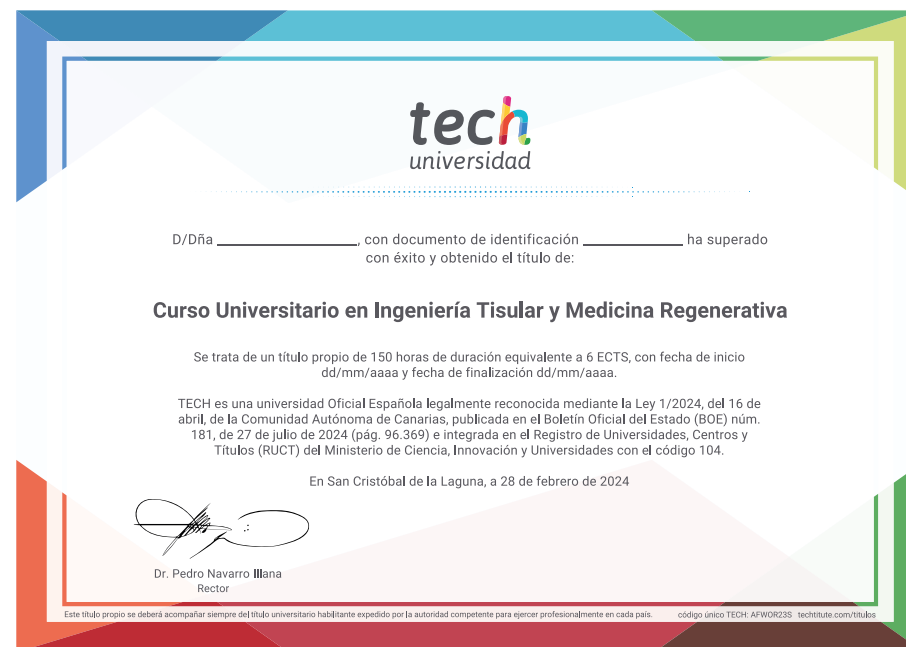 tech
universidad
D/Dña ____________________, con documento de identificación ______________ ha superado
con éxito y obtenido el título de:
Curso Universitario en Ingeniería Tisular y Medicina Regenerativa
Se trata de un título propio de 150 horas de duración equivalente a 6 ECTS, con fecha de inicio
dd/mm/aaaa y fecha de finalización dd/mm/aaaa.
TECH es una universidad Oficial Española legalmente reconocida mediante la Ley 1/2024, del 16 de
abril, de la Comunidad Autónoma de Canarias, publicada en el Boletín Oficial del Estado (BOE) núm.
181, de 27 de julio de 2024 (pág. 96.369) e integrada en el Registro de Universidades, Centros y
Títulos (RUCT) del Ministerio de Ciencia, Innovación y Universidades con el código 104.
En San Cristóbal de la Laguna, a 28 de febrero de 2024
Dr. Pedro Navarro Illana
Rector
Este título propio se deberá acompañar siempre del título universitario habilitante expedido por la autoridad competente para ejercer profesionalmente en cada país. código único TECH: AFWOR23S techtitute.com/titulos